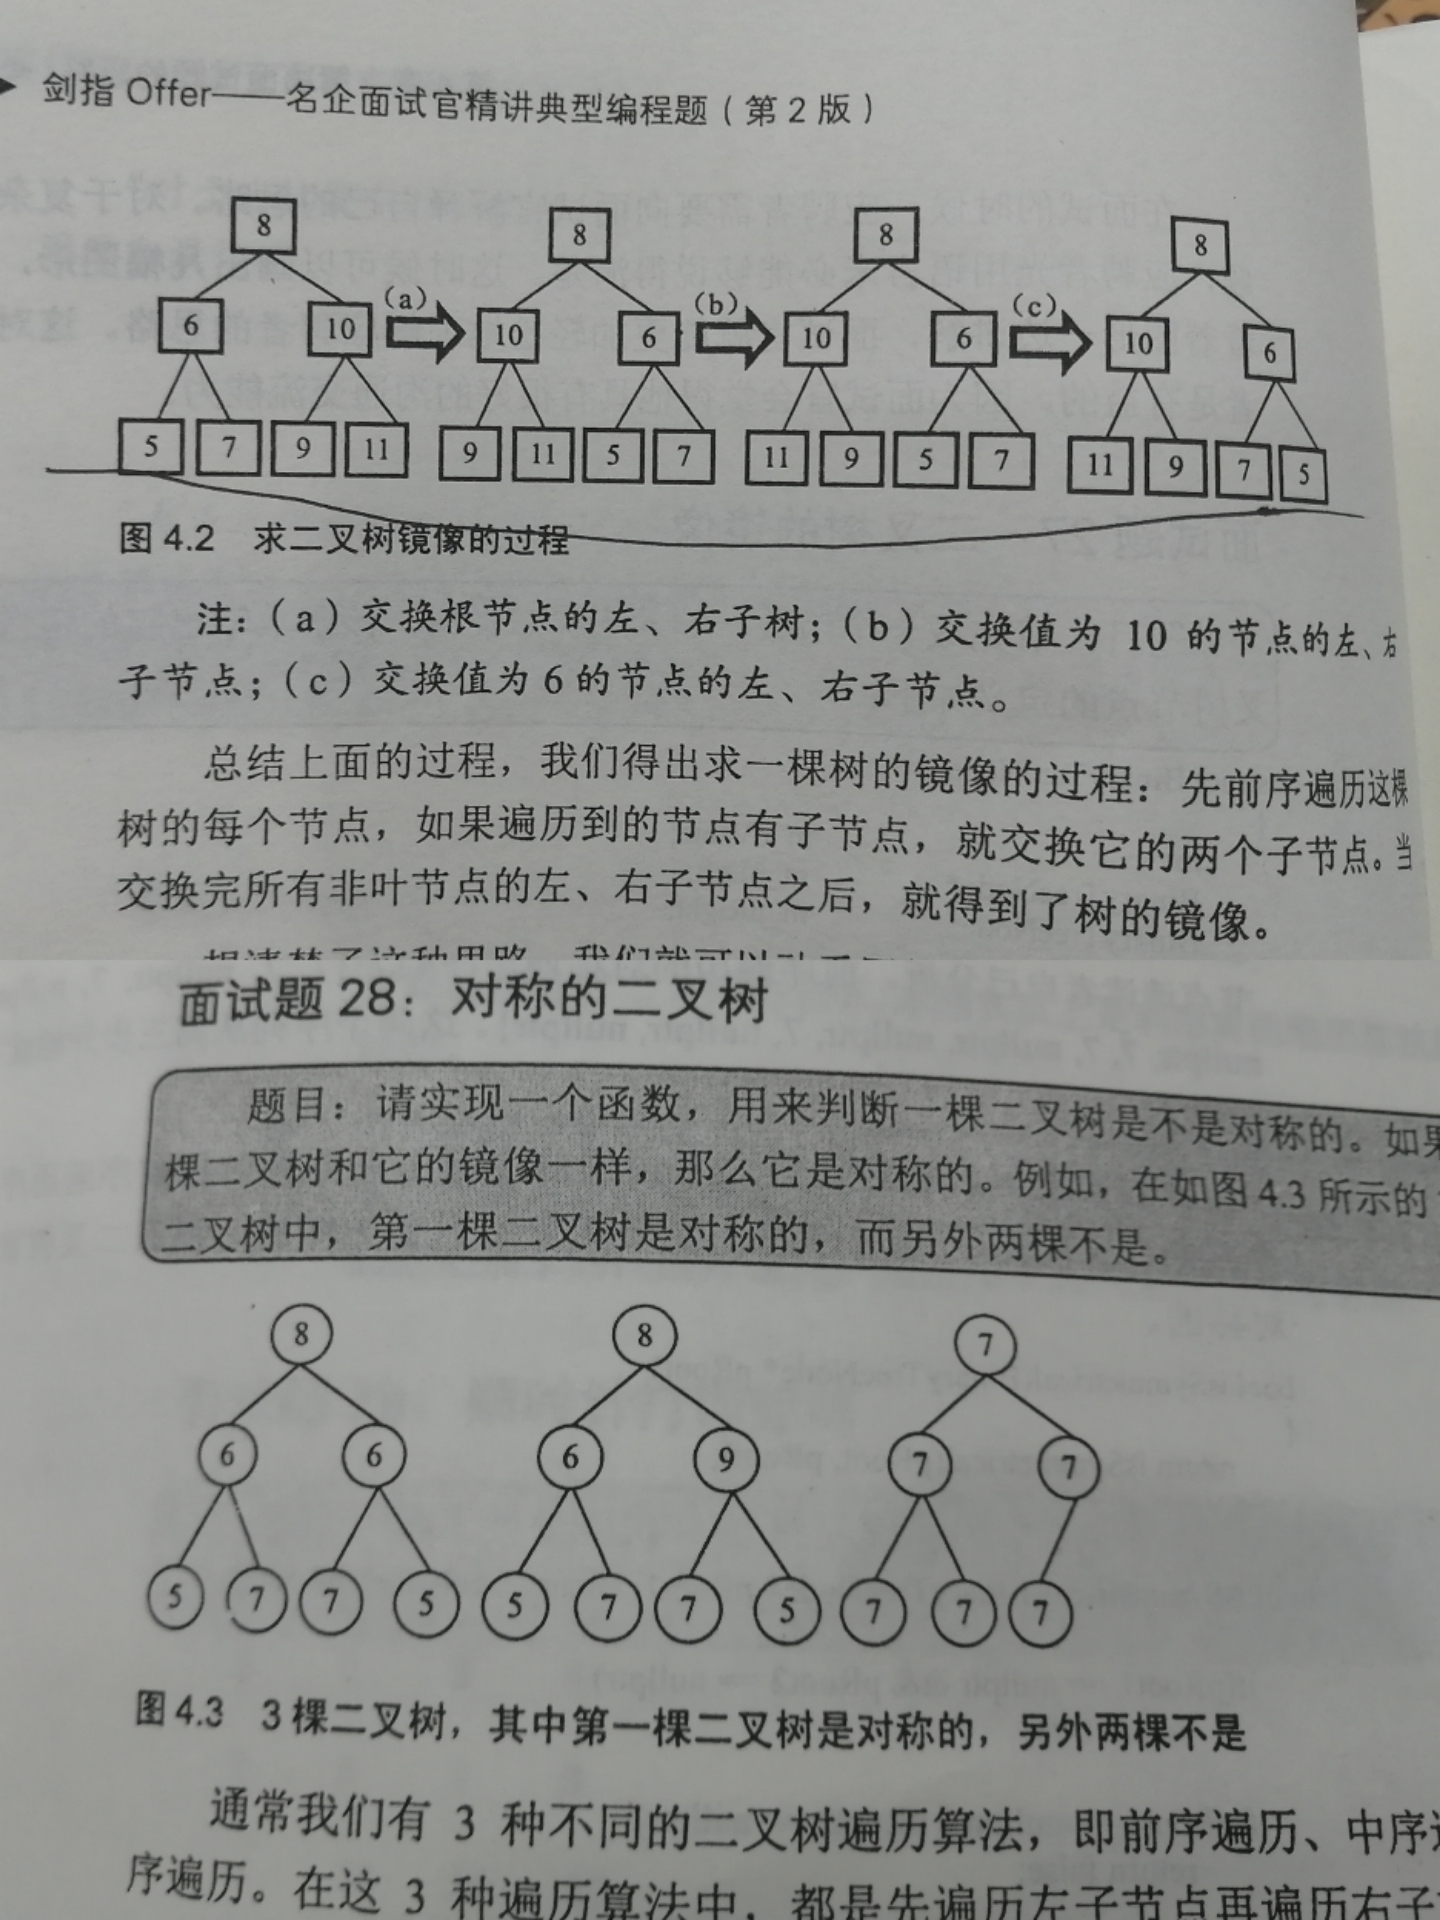 剑指 Offer——名企面试官精讲典型编程题（第 2 版）
8 8 8 8
6 10 (a) 10 6 (b) 10 6 (c) 10 6
5 7 9 11 9 11 5 7 11 9 5 7 11 9 7 5
图 4.2 求二叉树镜像的过程
注：（a）交换根节点的左、右子树；（b）交换值为 10 的节点的左、右
子节点；（c）交换值为 6 的节点的左、右子节点。
总结上面的过程，我们得出求一棵树的镜像的过程：先前序遍历这棵
树的每个节点，如果遍历到的节点有子节点，就交换它的两个子节点。当
交换完所有非叶节点的左、右子节点之后，就得到了树的镜像。
面试题 28：对称的二叉树
题目：请实现一个函数，用来判断一棵二叉树是不是对称的。如果
棵二叉树和它的镜像一样，那么它是对称的。例如，在如图 4.3 所示的
二叉树中，第一棵二叉树是对称的，而另外两棵不是。
8 8 7
6 6 6 9 7 7
5 7 7 5 5 7 7 5 7 7 7
图 4.3 3 棵二叉树，其中第一棵二叉树是对称的，另外两棵不是
通常我们有 3 种不同的二叉树遍历算法，即前序遍历、中序
序遍历。在这 3 种遍历算法中，都是先遍历左子节点再遍历右子